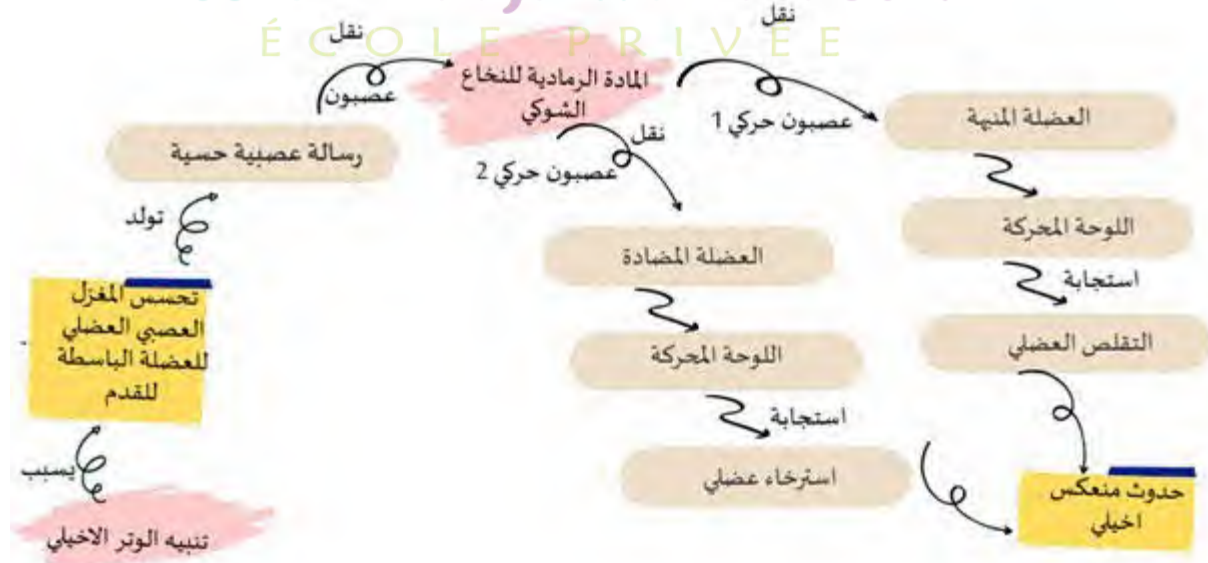 ÉCOLE PRIVÉE
نقل
نقل
المادة الرمادية للنخاع
الشوكي
عصبون
عصبون حركي 1
العضلة المنبهة
نقل
رسالة عصبية حسية
عصبون حركي 2
تولد
اللوحة المحركة
العضلة المضادة
استجابة
تحسس المغزل
العصبي العضلي
للعضلة الباسطة
للقدم
التقلص العضلي
اللوحة المحركة
استجابة
يسبب
استرخاء عضلي
حدوث منعكس
اخيلي
تنبيه الوتر الاخيلي